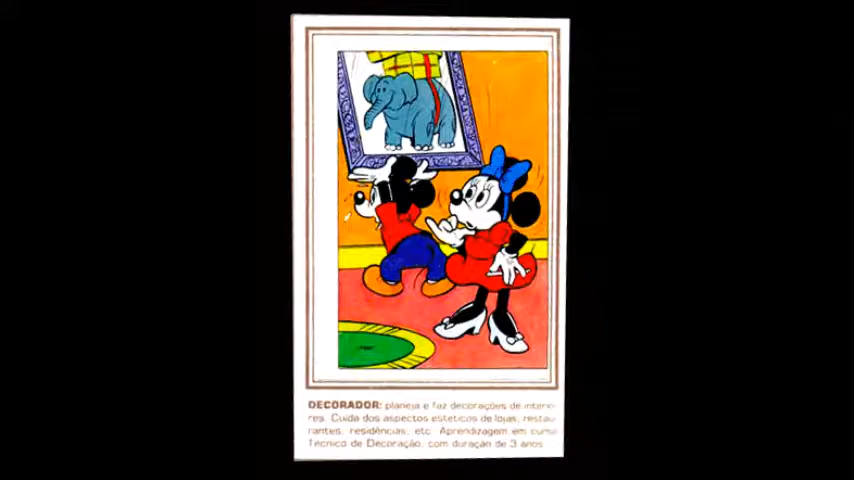 DECORADOR: planeja e faz decorações de interio-
res. Cuida dos aspectos estéticos de lojas, restau-
rantes, residências, etc. Aprendizagem em curso
Técnico de Decoração, com duração de 3 anos.